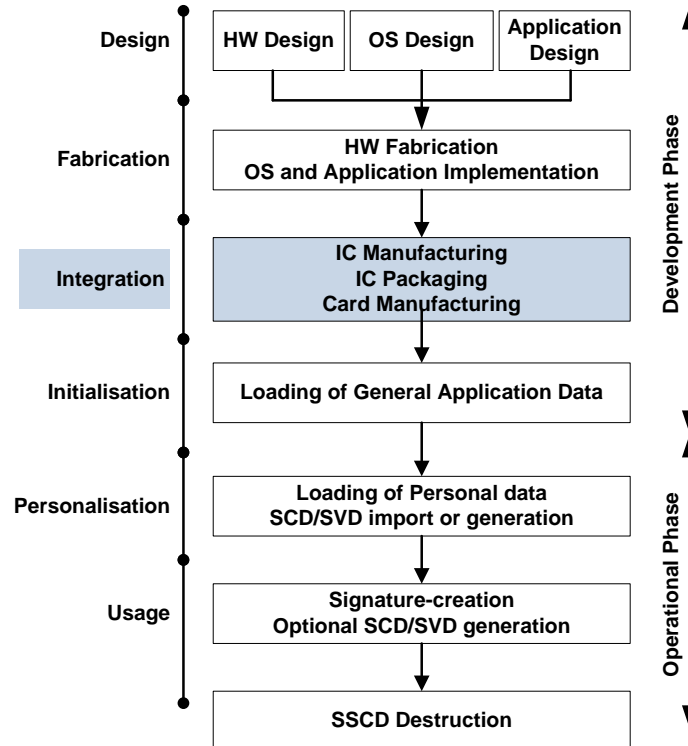 Design
HW Design
OS Design
Application
Design
Fabrication
HW Fabrication
OS and Application Implementation
Integration
IC Manufacturing
IC Packaging
Card Manufacturing
Initialisation
Loading of General Application Data
Personalisation
Loading of Personal data
SCD/SVD import or generation
Usage
Signature-creation
Optional SCD/SVD generation
SSCD Destruction
Development Phase
Operational Phase